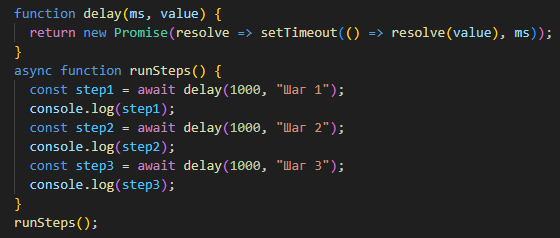 function delay(ms, value) {
  return new Promise(resolve => setTimeout(() => resolve(value), ms));
}
async function runSteps() {
  const step1 = await delay(1000, "Шаг 1");
  console.log(step1);
  const step2 = await delay(1000, "Шаг 2");
  console.log(step2);
  const step3 = await delay(1000, "Шаг 3");
  console.log(step3);
}
runSteps();